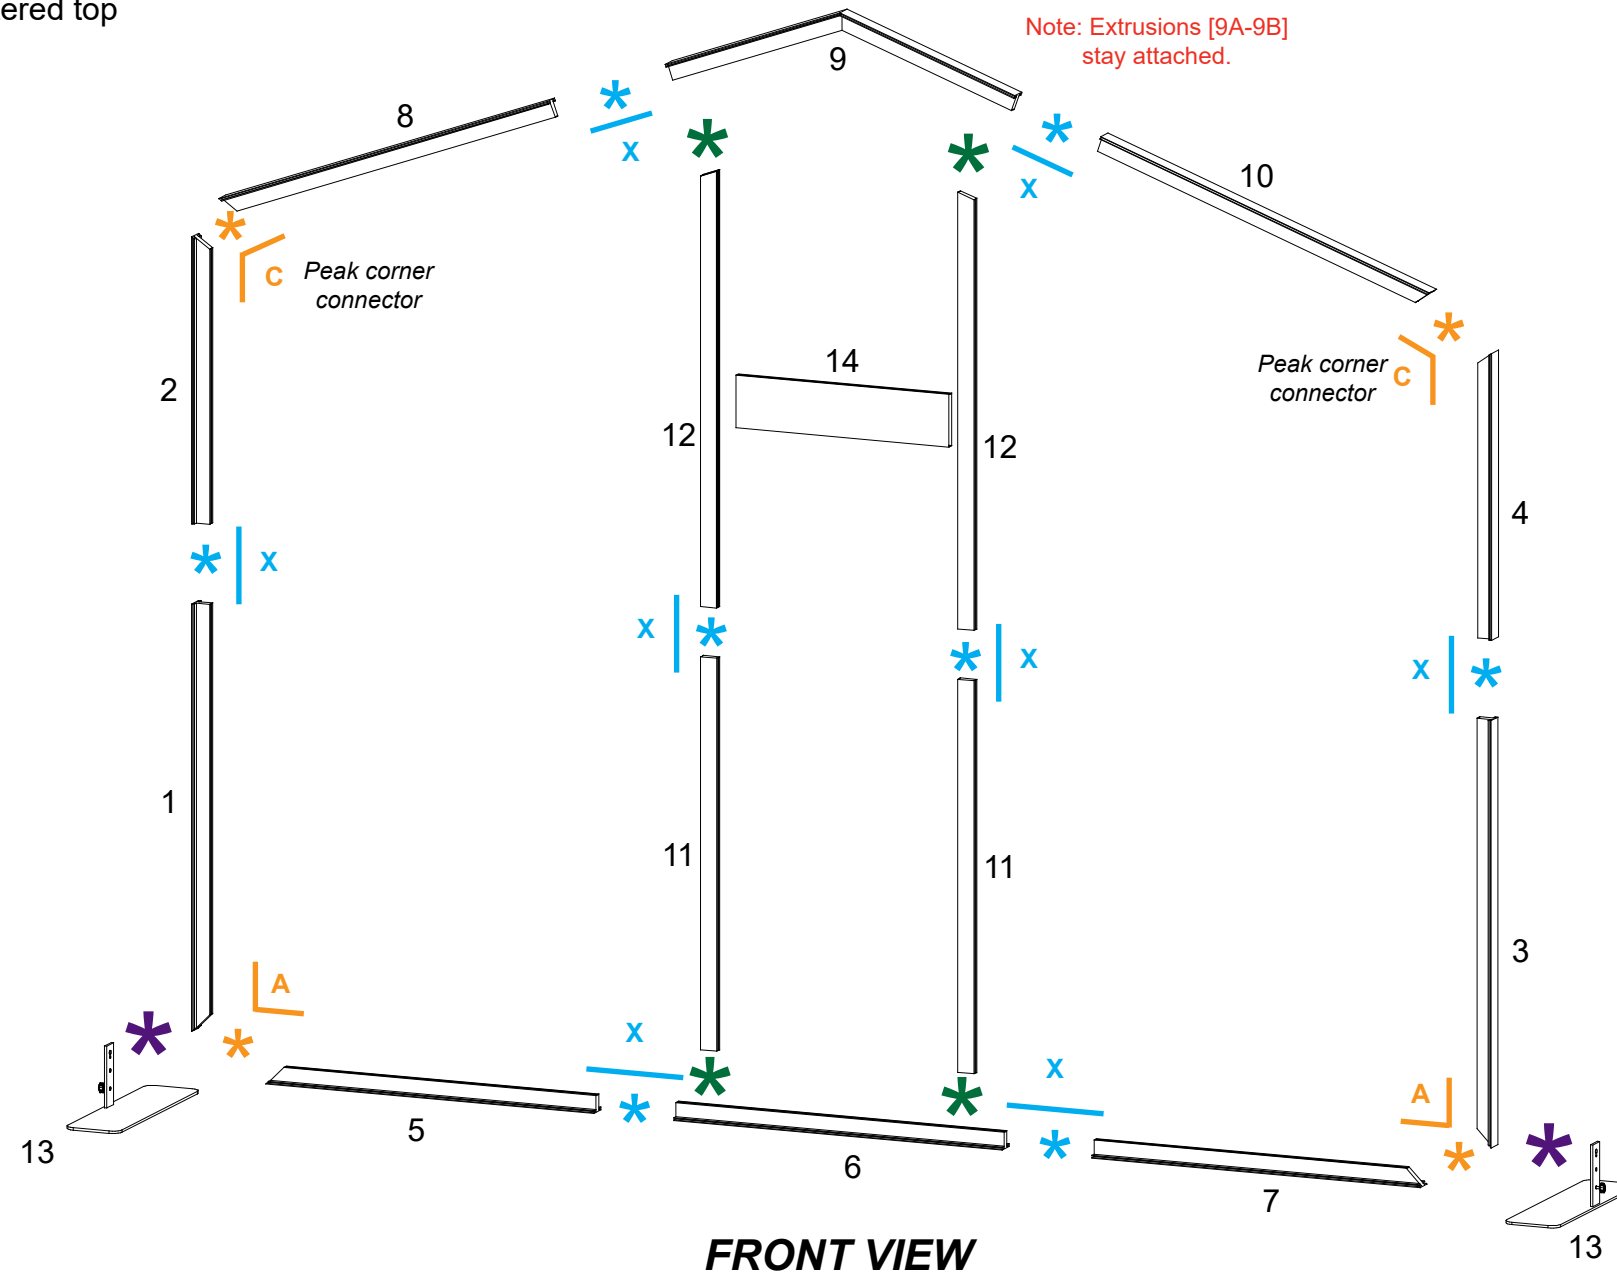 ered top
Note: Extrusions [9A-9B]
stay attached.
9
8
X
X
10
C
Peak corner
connector
Peak corner
connector
C
2
14
12
12
4
X
X
X
X
1
11
11
3
A
X
X
A
13
5
6
7
13
FRONT VIEW